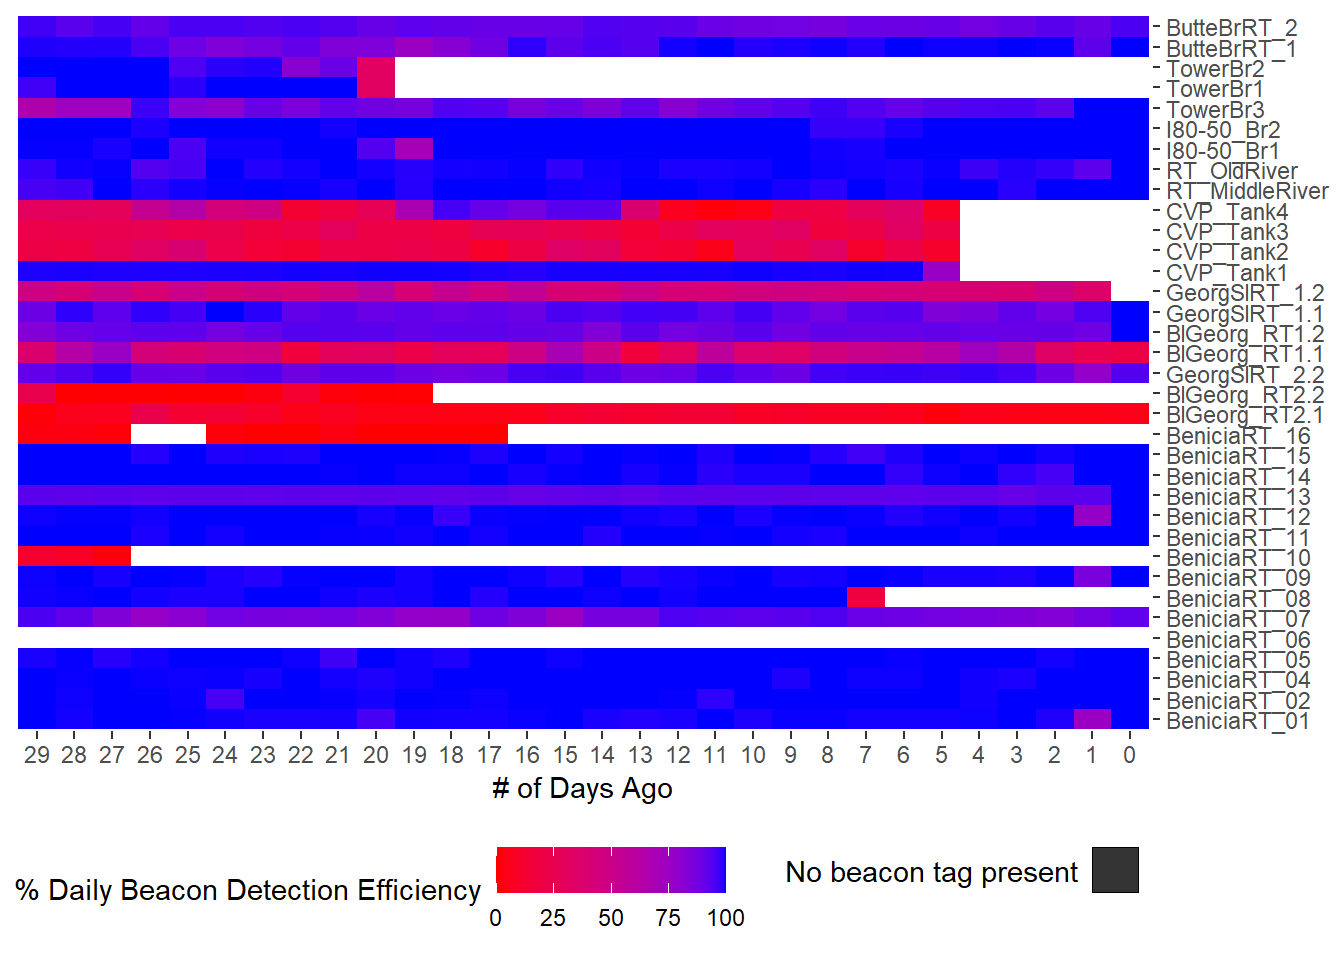 ButteBrRT_2
ButteBrRT_1
TowerBr2
TowerBr1
TowerBr3
I80-50_Br2
I80-50_Br1
RT_OldRiver
RT_MiddleRiver
CVP_Tank4
CVP_Tank3
CVP_Tank2
CVP_Tank1
GeorgSlRT_1.2
GeorgSlRT_1.1
BlGeorg_RT1.2
BlGeorg_RT1.1
GeorgSlRT_2.2
BlGeorg_RT2.2
BlGeorg_RT2.1
BeniciaRT_16
BeniciaRT_15
BeniciaRT_14
BeniciaRT_13
BeniciaRT_12
BeniciaRT_11
BeniciaRT_10
BeniciaRT_09
BeniciaRT_08
BeniciaRT_07
BeniciaRT_06
BeniciaRT_05
BeniciaRT_04
BeniciaRT_02
BeniciaRT_01
29 28 27 26 25 24 23 22 21 20 19 18 17 16 15 14 13 12 11 10 9 8 7 6 5 4 3 2 1 0
# of Days Ago
% Daily Beacon Detection Efficiency
0 25 50 75 100
No beacon tag present